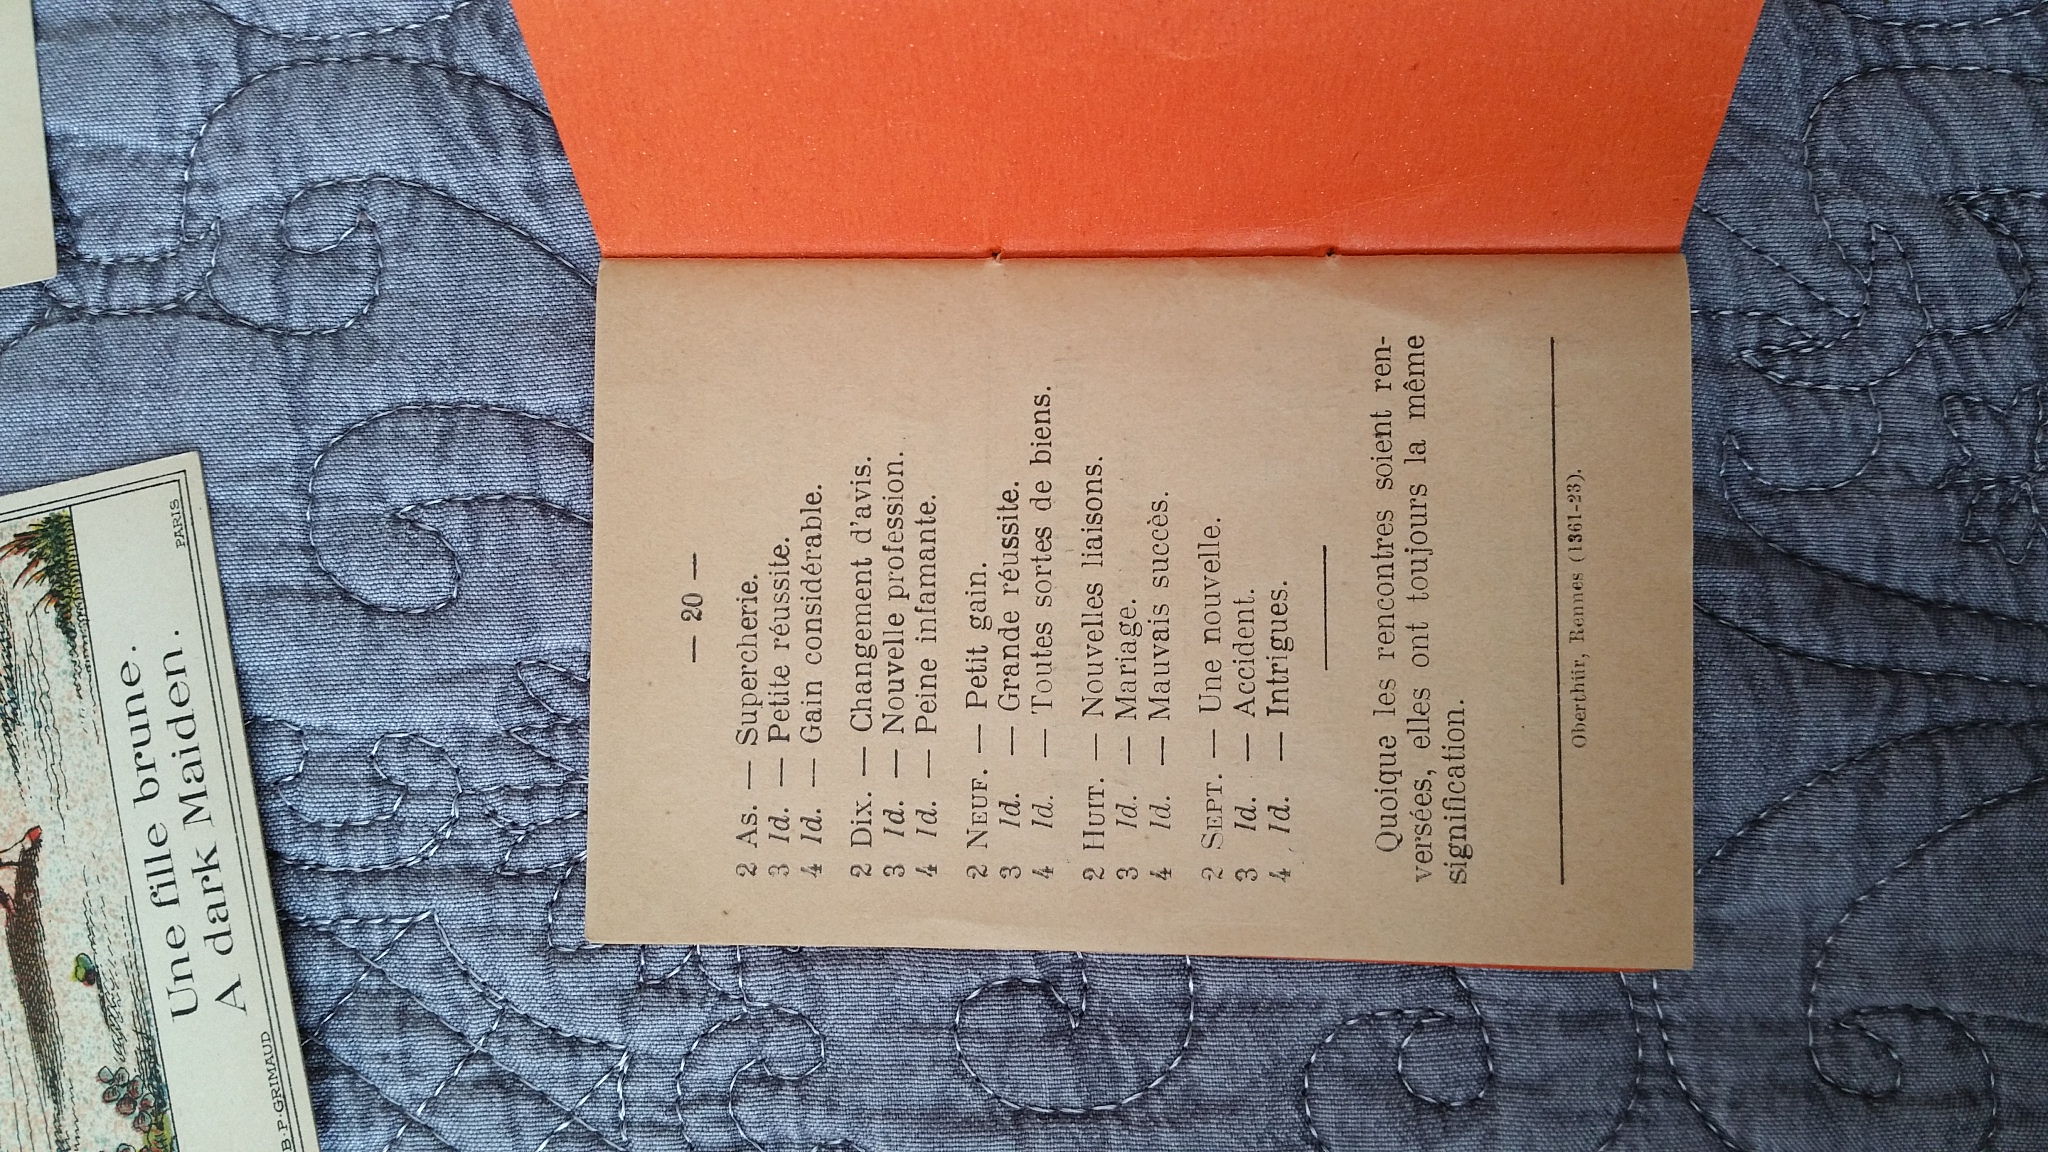 — 20 —
2 As. — Supercherie.
3 Id. — Petite réussite.
4 Id. — Gain considérable.
2 Dix. — Changement d'avis.
3 Id. — Nouvelle profession.
4 Id. — Peine infamante.
2 Neuf. — Petit gain.
3 Id. — Grande réussite.
4 Id. — Toutes sortes de biens.
2 Huit. — Nouvelles liaisons.
3 Id. — Mariage.
4 Id. — Mauvais succès.
2 Sept. — Une nouvelle.
3 Id. — Accident.
4 Id. — Intrigues.
Quoique les rencontres soient ren-
versées, elles ont toujours la même
signification.
Oberthür, Rennes (1361-23).
Une fille brune.
A dark Maiden.
B.P. GRIMAUD
PARIS